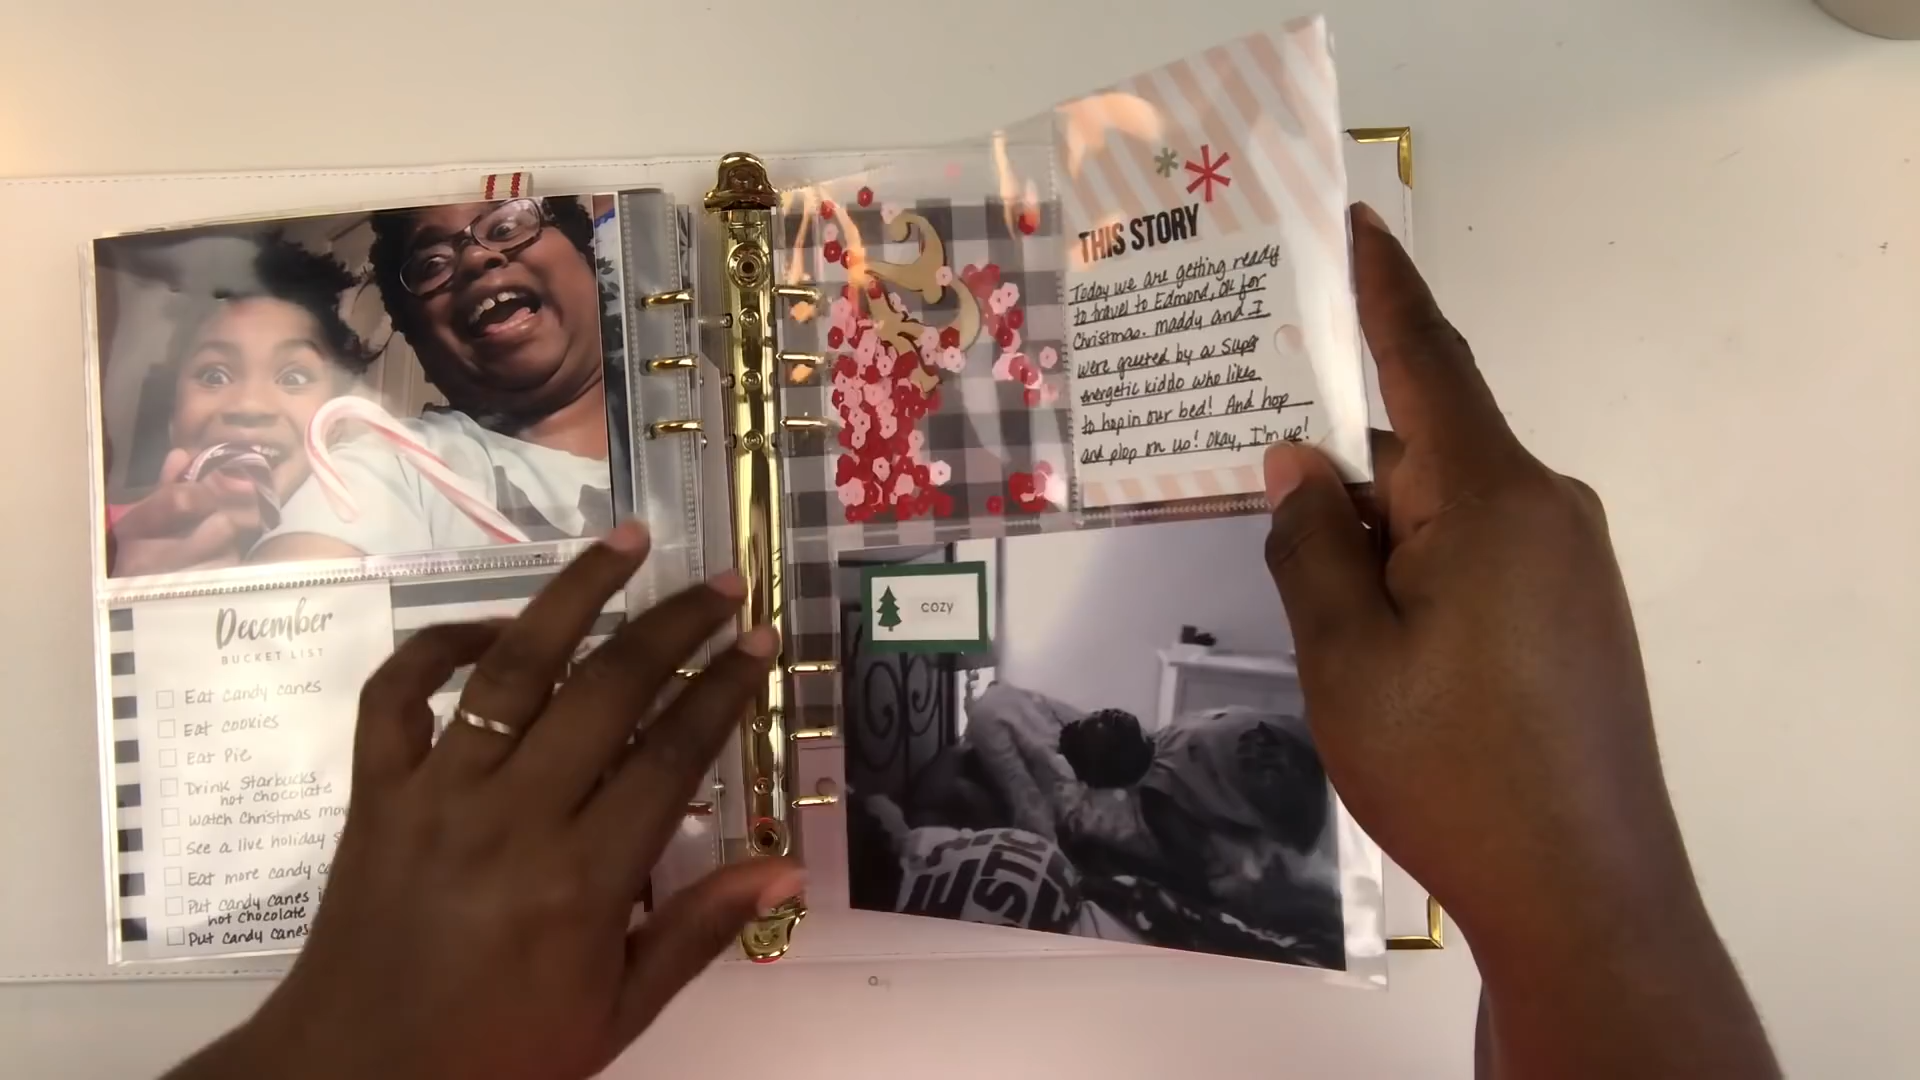 December
BUCKET LIST
Eat candy canes
Eat cookies
Eat Pie
Drink Starbucks
hot chocolate
Watch Christmas
See a live holiday
Eat more candy
Put candy canes
hot chocolate
Put candy canes
THIS STORY
Today we are getting ready
to travel to Edmond, OK for
Christmas. Maddy and I
were greeted by a super
energetic kiddo who likes
to hop in our bed! And hop
and plop on us! Okay, I'm up!
cozy